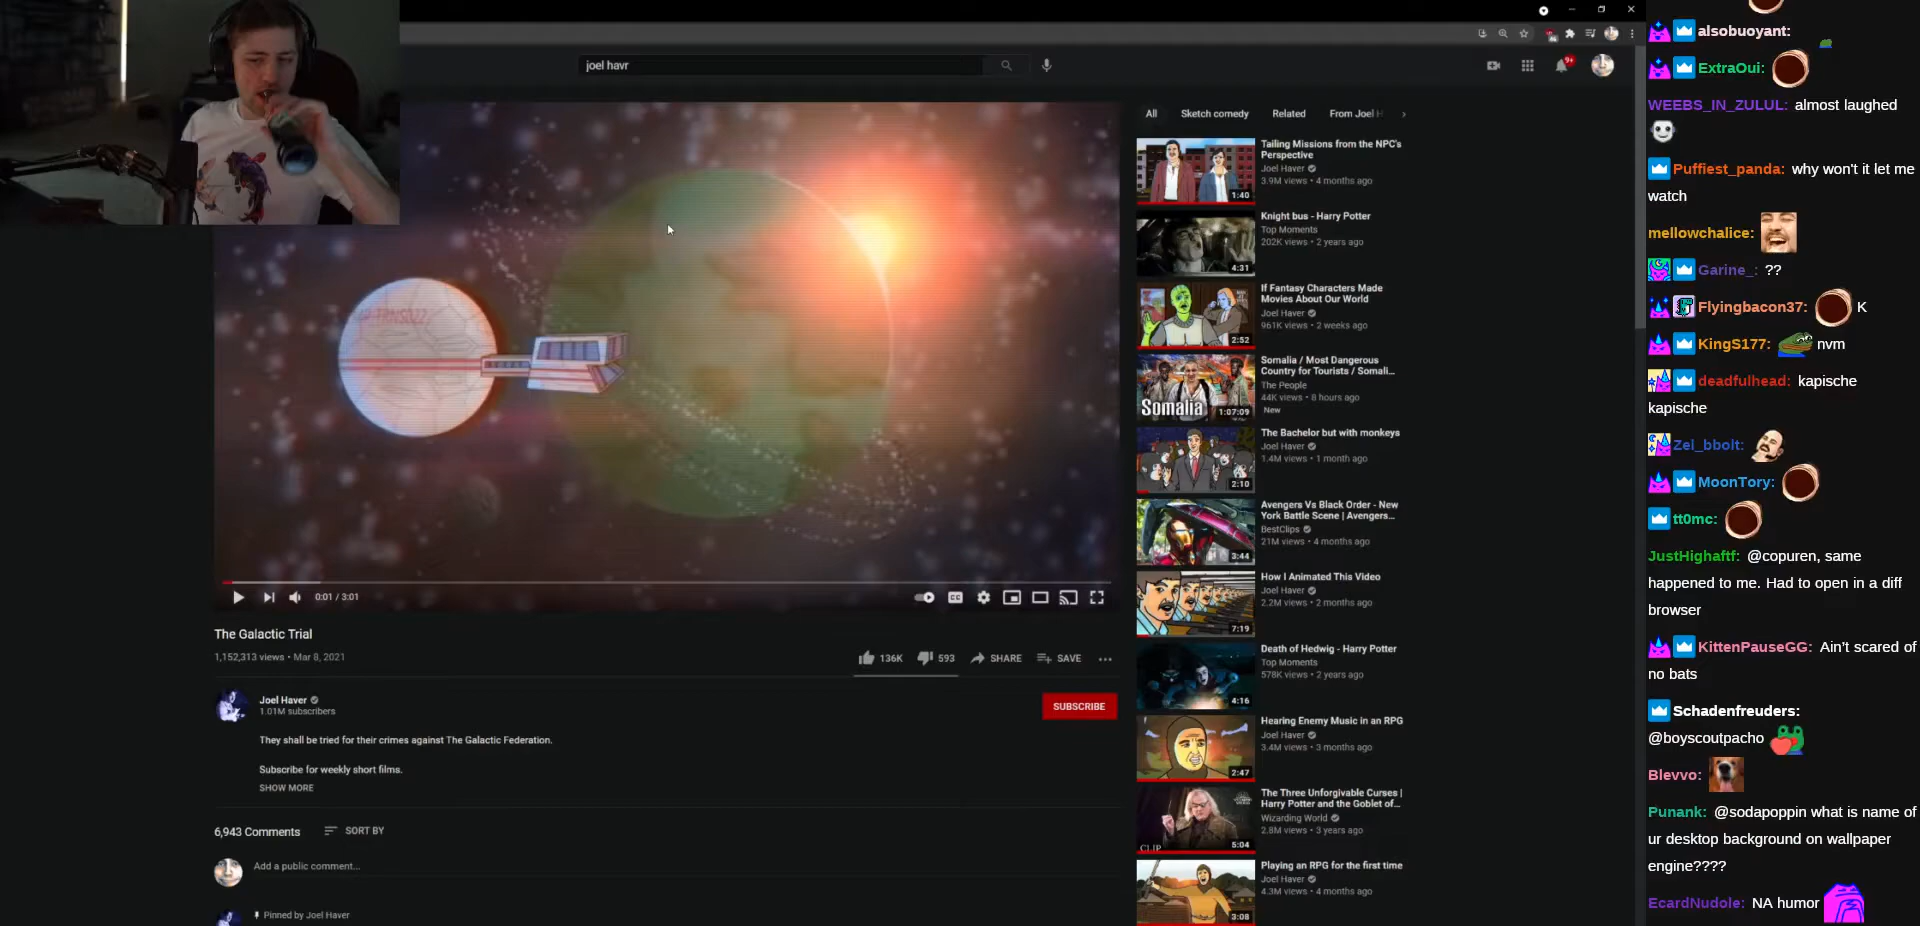 joel havr
9+
TRNS022
0:01 / 3:01
CC
The Galactic Trial
1,152,313 views • Mar 8, 2021
136K
593
SHARE
SAVE
Joel Haver
1.01M subscribers
SUBSCRIBE
They shall be tried for their crimes against The Galactic Federation.
Subscribe for weekly short films.
SHOW MORE
6,943 Comments
SORT BY
Add a public comment...
Pinned by Joel Haver
All
Sketch comedy
Related
From Joel H
Tailing Missions from the NPC's
Perspective
Joel Haver
3.9M views • 4 months ago
1:40
Knight bus - Harry Potter
Top Moments
202K views • 2 years ago
4:31
If Fantasy Characters Made
Movies About Our World
Joel Haver
961K views • 2 weeks ago
2:52
Somalia / Most Dangerous
Country for Tourists / Somali...
The People
44K views • 8 hours ago
New
Somalia
1:07:09
The Bachelor but with monkeys
Joel Haver
1.4M views • 1 month ago
2:10
Avengers Vs Black Order - New
York Battle Scene | Avengers...
BestClips
21M views • 4 months ago
3:44
How I Animated This Video
Joel Haver
2.2M views • 2 months ago
7:19
Death of Hedwig - Harry Potter
Top Moments
578K views • 2 years ago
4:16
Hearing Enemy Music in an RPG
Joel Haver
3.4M views • 3 months ago
2:47
The Three Unforgivable Curses |
Harry Potter and the Goblet of...
Wizarding World
2.8M views • 3 years ago
CLIP
5:04
Playing an RPG for the first time
Joel Haver
4.3M views • 4 months ago
3:08
alsobuoyant:
ExtraOui:
WEEBS_IN_ZULUL: almost laughed
Puffiest_panda: why won't it let me
watch
mellowchalice:
Garine_: ??
Flyingbacon37: K
KingS177: nvm
deadfulhead: kapische
kapische
Zel_bbolt:
MoonTory:
tt0mc:
JustHighaftf: @copuren, same
happened to me. Had to open in a diff
browser
KittenPauseGG: Ain't scared of
no bats
Schadenfreuders:
@boyscoutpacho
Blevvo:
Punank: @sodapoppin what is name of
ur desktop background on wallpaper
engine????
EcardNudole: NA humor